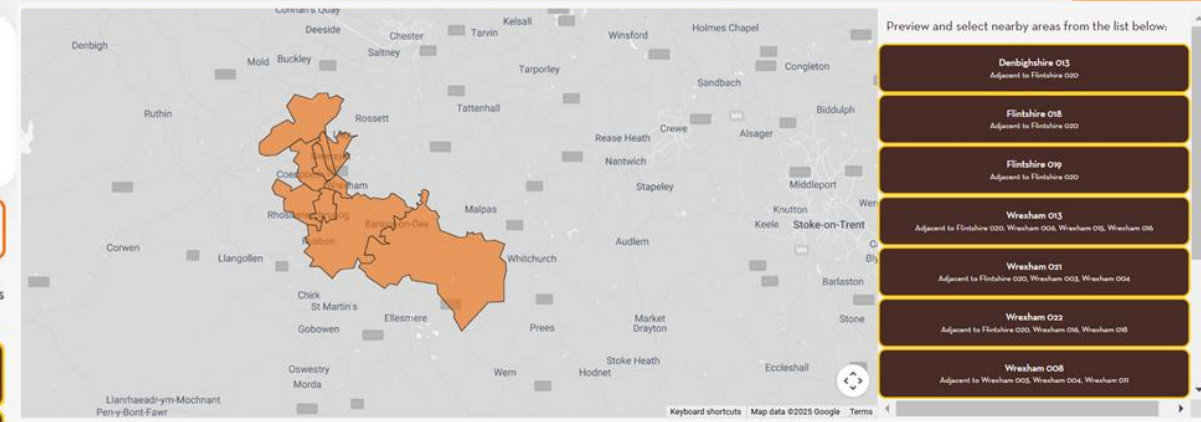 Connah's Quay
Kelsall
Deeside
Chester
Tarvin
Winsford
Holmes Chapel
Denbigh
Saltney
Mold
Buckley
Tarporley
Congleton
Sandbach
Ruthin
Tattenhall
Biddulph
Rossett
Crewe
Alsager
Rease Heath
Nantwich
Wrexham
Stapeley
Middleport
Malpas
Knutton
Keele
Stoke-on-Trent
Bangor-on-Dee
Ruabon
Audlem
Corwen
Llangollen
Whitchurch
Barlaston
Chirk
St Martin's
Ellesmere
Gobowen
Prees
Market
Drayton
Stone
Stoke Heath
Oswestry
Wem
Hodnet
Eccleshall
Morda
Llanrhaeadr-ym-Mochnant
Pen-y-Bont-Fawr
Keyboard shortcuts
Map data ©2025 Google
Terms
Preview and select nearby areas from the list below:
Denbighshire 013
Adjacent to Flintshire 020
Flintshire 018
Adjacent to Flintshire 020
Flintshire 019
Adjacent to Flintshire 020
Wrexham 013
Adjacent to Flintshire 020, Wrexham 006, Wrexham 015, Wrexham 016
Wrexham 021
Adjacent to Flintshire 020, Wrexham 003, Wrexham 004
Wrexham 022
Adjacent to Flintshire 020, Wrexham 016, Wrexham 018
Wrexham 008
Adjacent to Wrexham 003, Wrexham 004, Wrexham 011